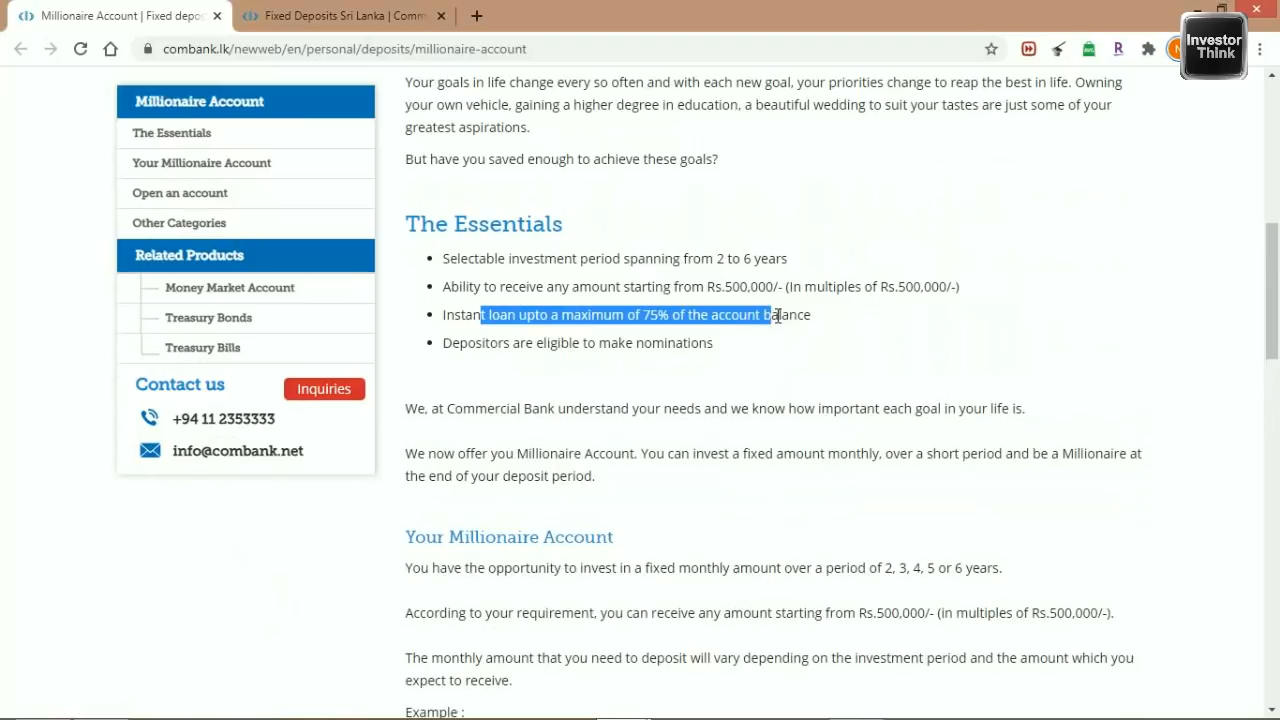 Millionaire Account | Fixed depo
Fixed Deposits Sri Lanka | Comm
combank.lk/newweb/en/personal/deposits/millionaire-account
Investor
Think
Millionaire Account
The Essentials
Your Millionaire Account
Open an account
Other Categories
Related Products
Money Market Account
Treasury Bonds
Treasury Bills
Contact us
Inquiries
+94 11 2353333
info@combank.net
Your goals in life change every so often and with each new goal, your priorities change to reap the best in life. Owning
your own vehicle, gaining a higher degree in education, a beautiful wedding to suit your tastes are just some of your
greatest aspirations.
But have you saved enough to achieve these goals?
The Essentials
Selectable investment period spanning from 2 to 6 years
Ability to receive any amount starting from Rs.500,000/- (In multiples of Rs.500,000/-)
Instant loan upto a maximum of 75% of the account balance
Depositors are eligible to make nominations
We, at Commercial Bank understand your needs and we know how important each goal in your life is.
We now offer you Millionaire Account. You can invest a fixed amount monthly, over a short period and be a Millionaire at
the end of your deposit period.
Your Millionaire Account
You have the opportunity to invest in a fixed monthly amount over a period of 2, 3, 4, 5 or 6 years.
According to your requirement, you can receive any amount starting from Rs.500,000/- (in multiples of Rs.500,000/-).
The monthly amount that you need to deposit will vary depending on the investment period and the amount which you
expect to receive.
Example :